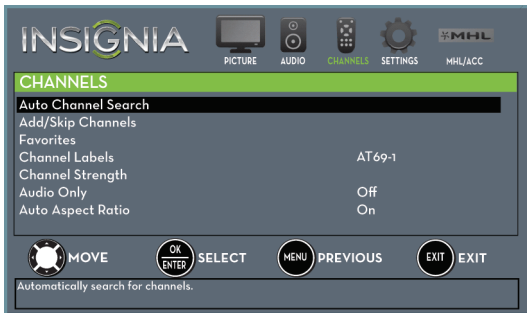 INSIGNIA
PICTURE AUDIO CHANNELS SETTINGS MHL/ACC
MHL
CHANNELS
Auto Channel Search
Add/Skip Channels
Favorites
Channel Labels AT69-1
Channel Strength
Audio Only Off
Auto Aspect Ratio On
MOVE OK ENTER SELECT MENU PREVIOUS EXIT EXIT
Automatically search for channels.